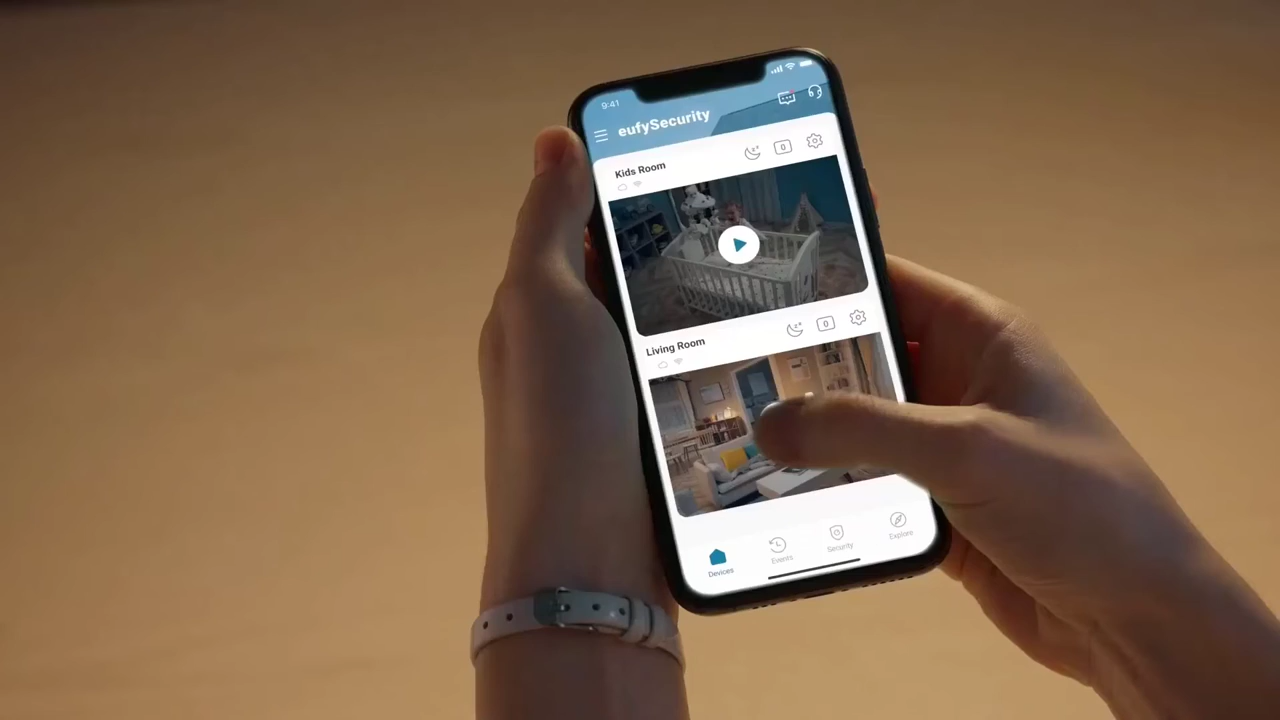 9:41
eufySecurity
Kids Room
0
Living Room
0
Devices
Events
Security
Explore